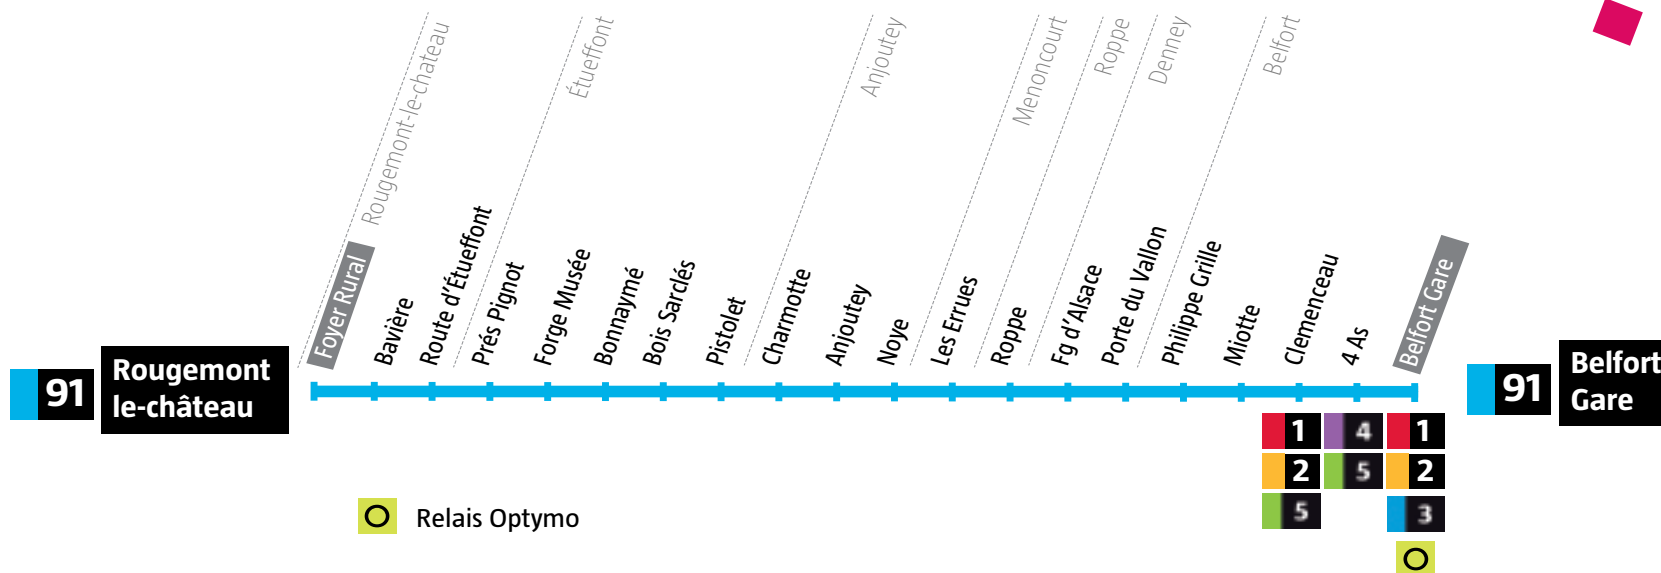 Rougemont-le-chateau
Étueffont
Anjoutey
Menoncourt
Roppe
Denney
Belfort
Foyer Rural
Bavière
Route d'Étueffont
Prés Pignot
Forge Musée
Bonnaymé
Bois Sarclés
Pistolet
Charmotte
Anjoutey
Noye
Les Errues
Roppe
Fg d'Alsace
Porte du Vallon
Philippe Grille
Miotte
Clemenceau
4 As
Belfort Gare
91
Rougemont
le-château
91
Belfort
Gare
1 4 1
2 5 2
5 3
Relais Optymo